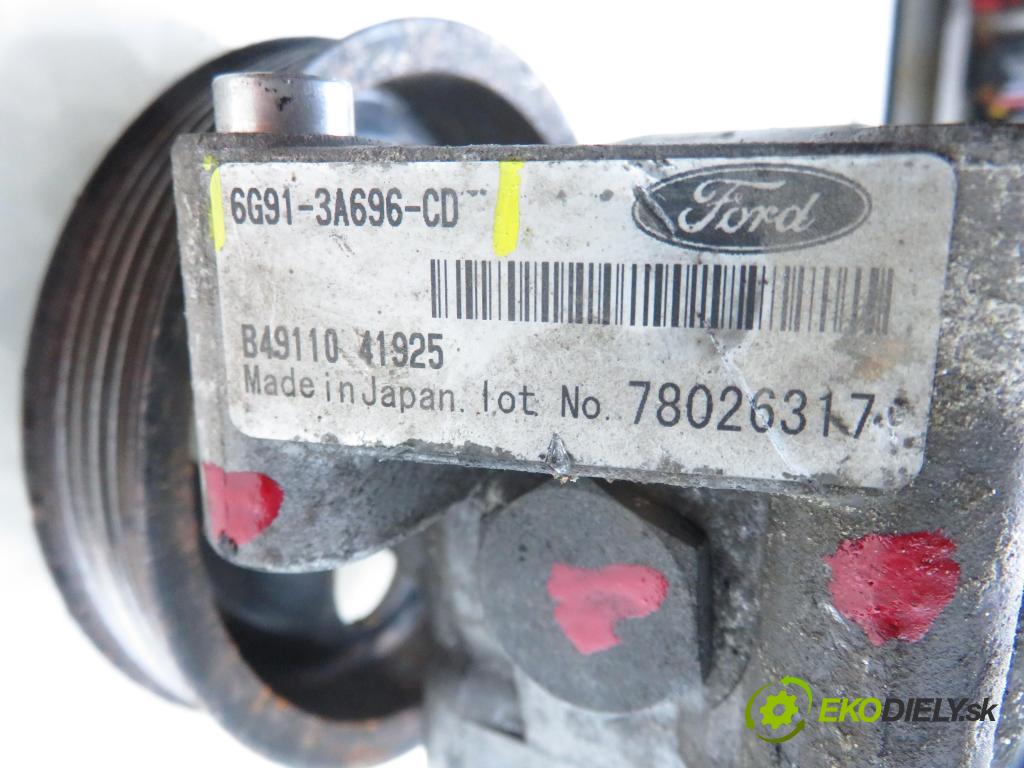 6G91-3A696-CD
Ford
B49110 41925
Made in Japan. lot No. 78026317
EKODIELY.sk